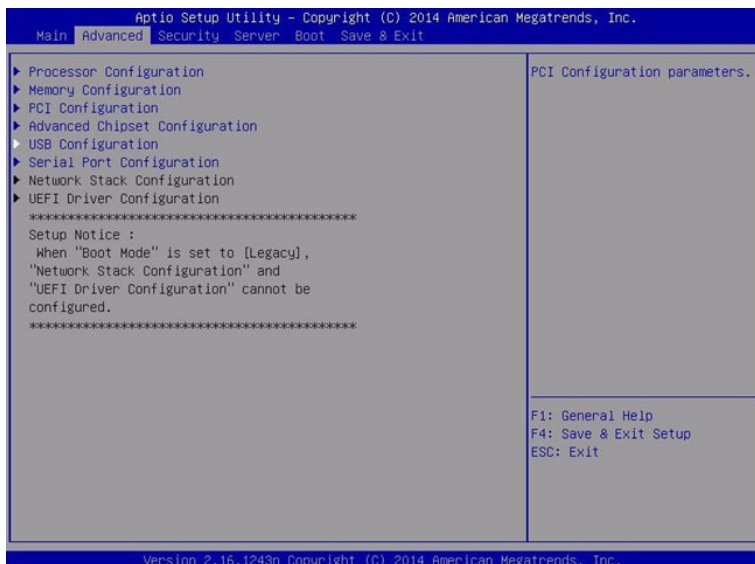 Aptio Setup Utility – Copyright (C) 2014 American Megatrends, Inc.
Main Advanced Security Server Boot Save & Exit
Processor Configuration
Memory Configuration
PCI Configuration
Advanced Chipset Configuration
USB Configuration
Serial Port Configuration
Network Stack Configuration
UEFI Driver Configuration
***********************************************
Setup Notice :
When "Boot Mode" is set to [Legacy],
"Network Stack Configuration" and
"UEFI Driver Configuration" cannot be
configured.
***********************************************
PCI Configuration parameters.
F1: General Help
F4: Save & Exit Setup
ESC: Exit
Version 2.16.1243n Copyright (C) 2014 American Megatrends, Inc.